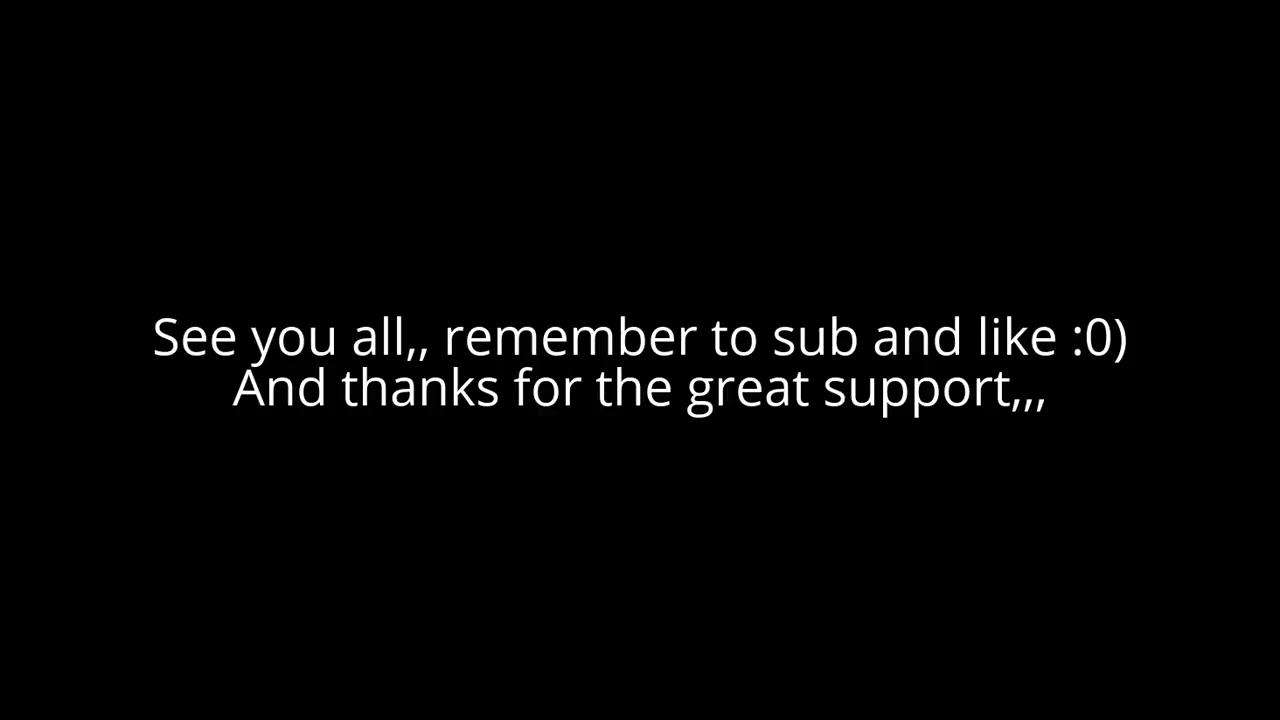 See you all,, remember to sub and like :0)
And thanks for the great support,,,